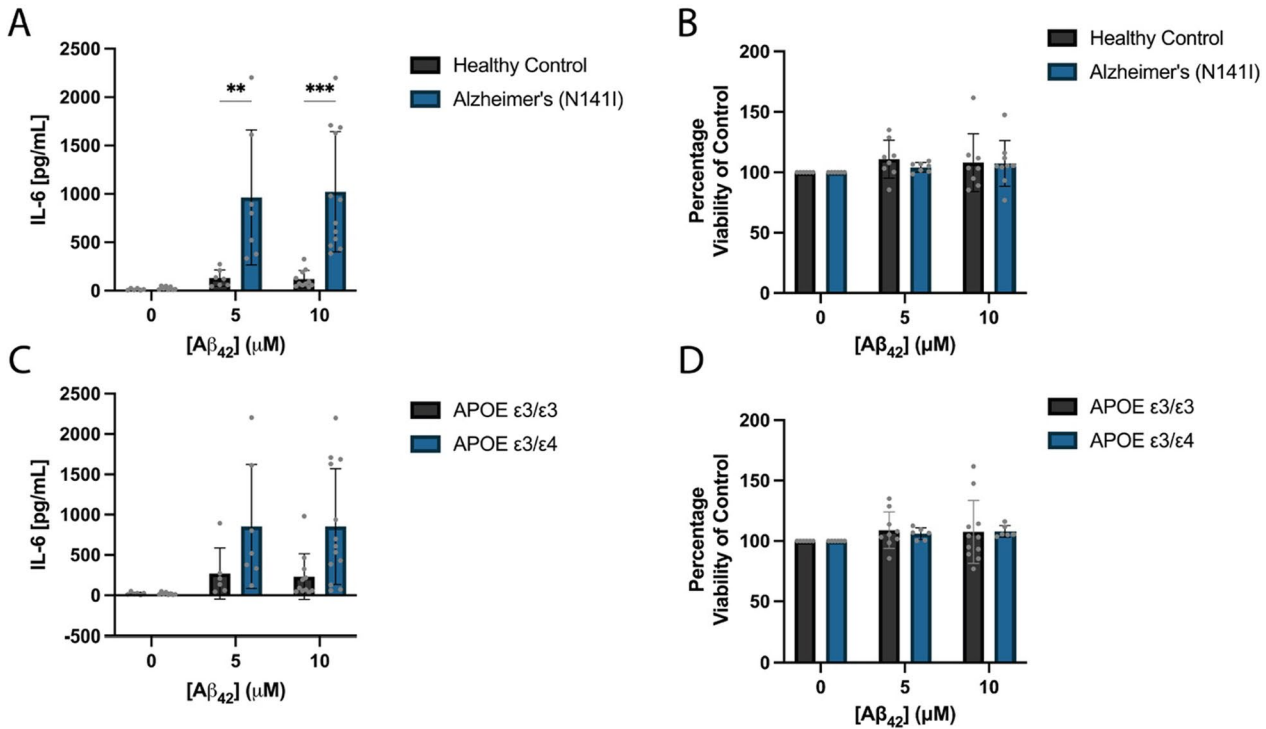 A
2500
2000
1500
1000
500
0
IL-6 [pg/mL]
** ***
0 5 10
[Aβ42] (μM)
Healthy Control
Alzheimer's (N141I)
B
200
150
100
50
0
Percentage
Viability of Control
0 5 10
[Aβ42] (μM)
Healthy Control
Alzheimer's (N141I)
C
2500
2000
1500
1000
500
0
-500
IL-6 [pg/mL]
0 5 10
[Aβ42] (μM)
APOE ε3/ε3
APOE ε3/ε4
D
200
150
100
50
0
Percentage
Viability of Control
0 5 10
[Aβ42] (μM)
APOE ε3/ε3
APOE ε3/ε4